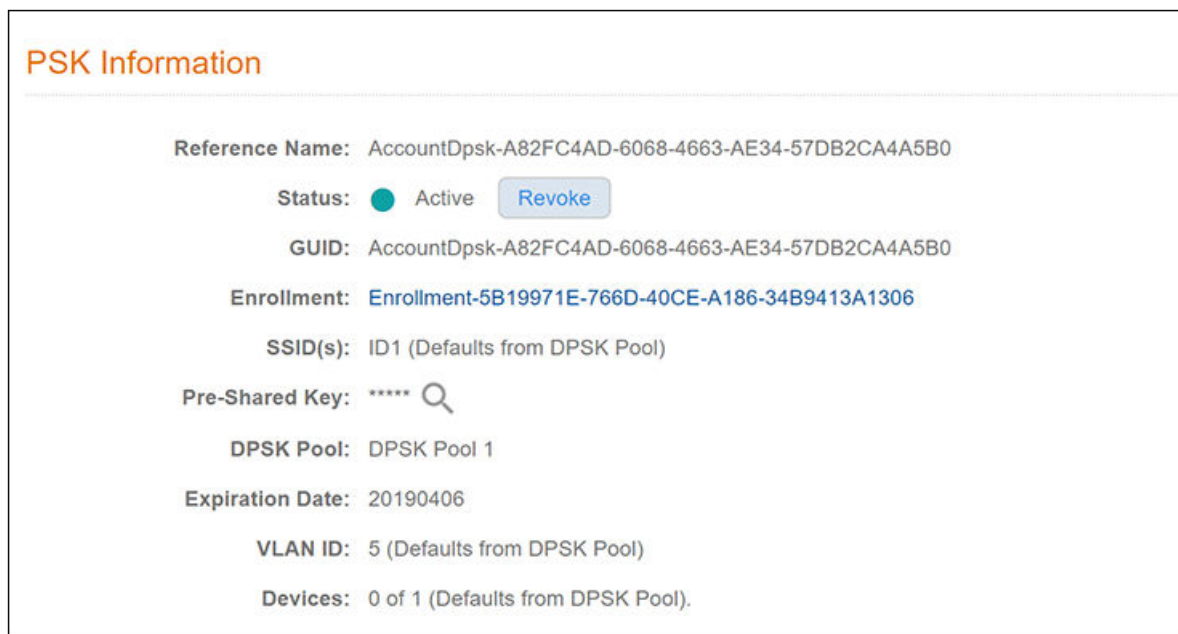 PSK Information
Reference Name: AccountDpsk-A82FC4AD-6068-4663-AE34-57DB2CA4A5B0
Status: Active Revoke
GUID: AccountDpsk-A82FC4AD-6068-4663-AE34-57DB2CA4A5B0
Enrollment: Enrollment-5B19971E-766D-40CE-A186-34B9413A1306
SSID(s): ID1 (Defaults from DPSK Pool)
Pre-Shared Key: *****
DPSK Pool: DPSK Pool 1
Expiration Date: 20190406
VLAN ID: 5 (Defaults from DPSK Pool)
Devices: 0 of 1 (Defaults from DPSK Pool).